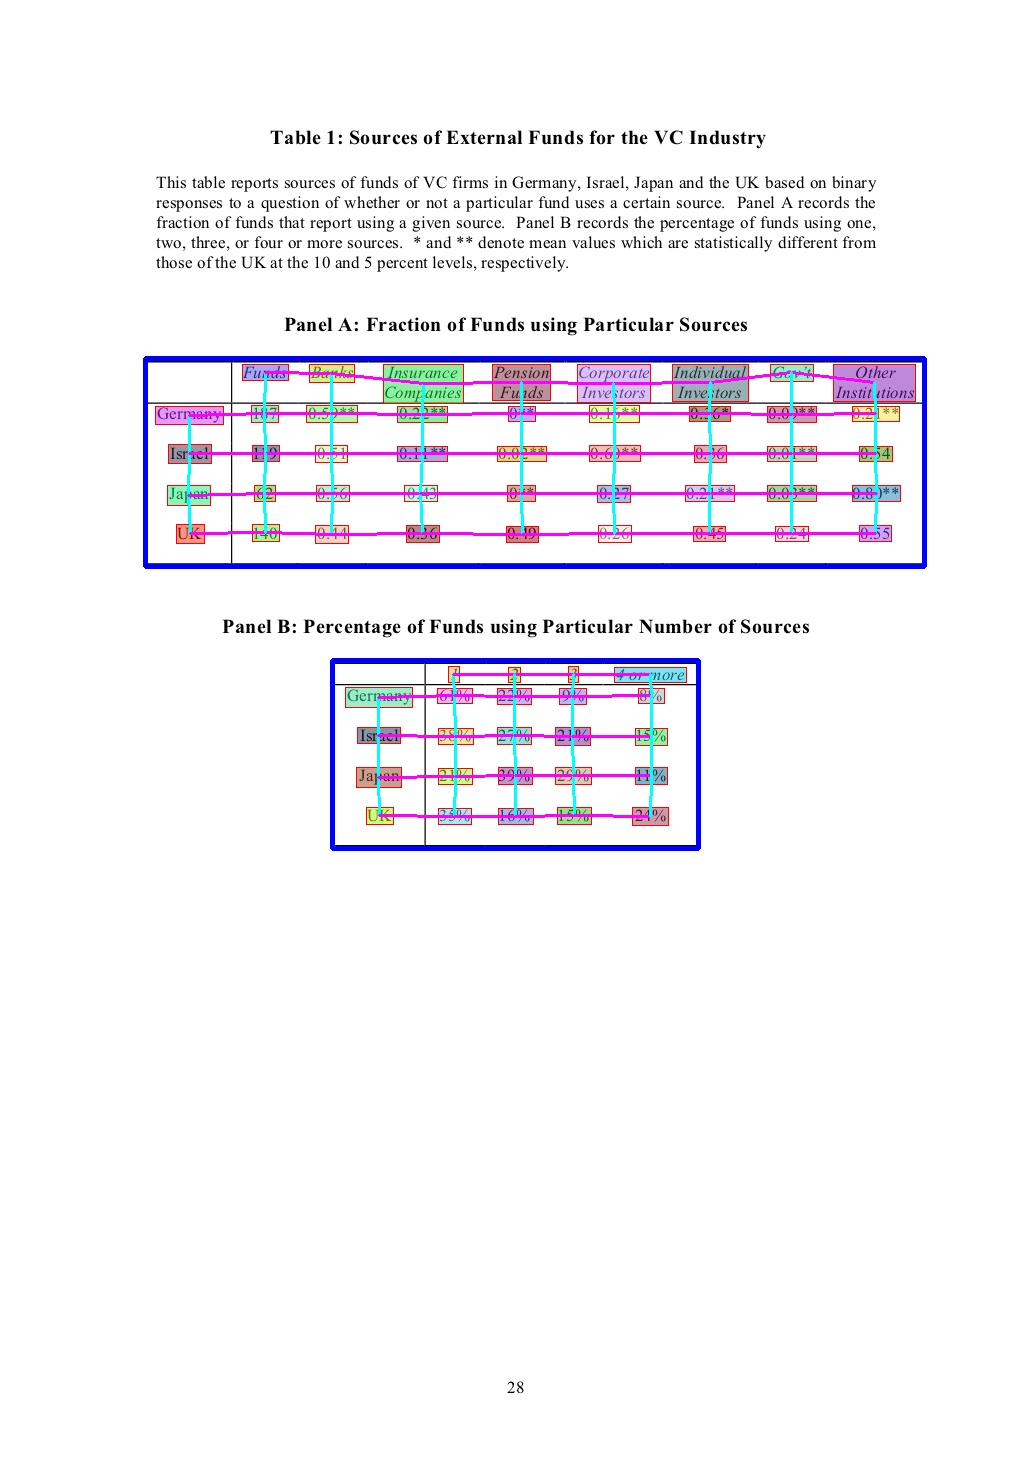 Table 1: Sources of External Funds for the VC Industry
This table reports sources of funds of VC firms in Germany, Israel, Japan and the UK based on binary
responses to a question of whether or not a particular fund uses a certain source. Panel A records the
fraction of funds that report using a given source. Panel B records the percentage of funds using one,
two, three, or four or more sources. * and ** denote mean values which are statistically different from
those of the UK at the 10 and 5 percent levels, respectively.
Panel A: Fraction of Funds using Particular Sources
Funds Banks Insurance Pension Corporate Individual Gov't Other
Companies Funds Investors Investors Institutions
Germany 187 0.59** 0.22** 0** 0.15** 0.09** 0.21**
Israel 119 0.51 0.11** 0.02** 0.60** 0.01** 0.54
Japan 62 0.56 0.43 0** 0.27 0.21** 0.03** 0.80**
UK 140 0.44 0.36 0.49 0.26 0.45 0.24 0.55
Panel B: Percentage of Funds using Particular Number of Sources
1 2 3 4 or more
Germany 61% 22% 9% 8%
Israel 38% 27% 21% 15%
Japan 21% 39% 29% 11%
UK 35% 16% 15% 24%
28